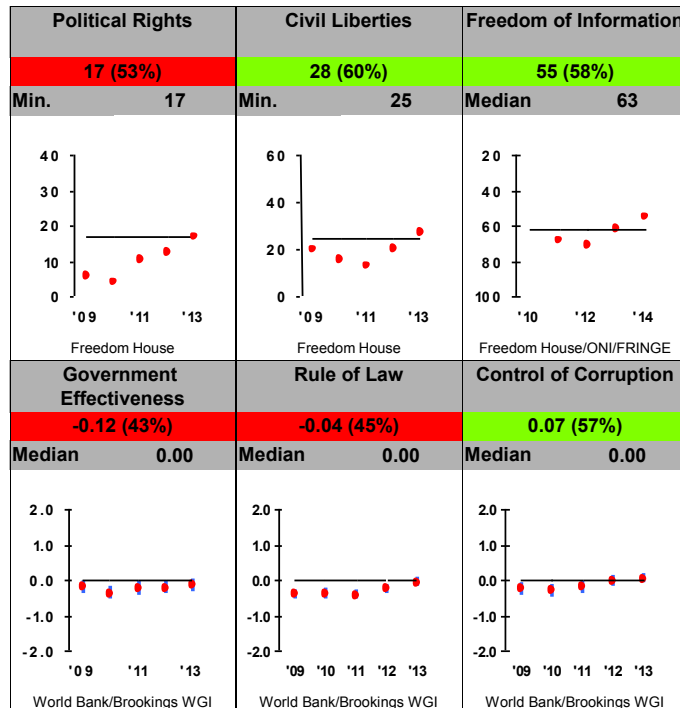 Political Rights
17 (53%)
Min. 17
40
30
20
10
0
'09 '11 '13
Freedom House
Civil Liberties
28 (60%)
Min. 25
60
40
20
0
'09 '11 '13
Freedom House
Freedom of Information
55 (58%)
Median 63
20
40
60
80
100
'10 '12 '14
Freedom House/ONI/FRINGE
Government
Effectiveness
-0.12 (43%)
Median 0.00
2.0
1.0
0.0
-1.0
-2.0
'09 '11 '13
World Bank/Brookings WGI
Rule of Law
-0.04 (45%)
Median 0.00
2.0
1.0
0.0
-1.0
-2.0
'09 '10 '11 '12 '13
World Bank/Brookings WGI
Control of Corruption
0.07 (57%)
Median 0.00
2.0
1.0
0.0
-1.0
-2.0
'09 '10 '11 '12 '13
World Bank/Brookings WGI